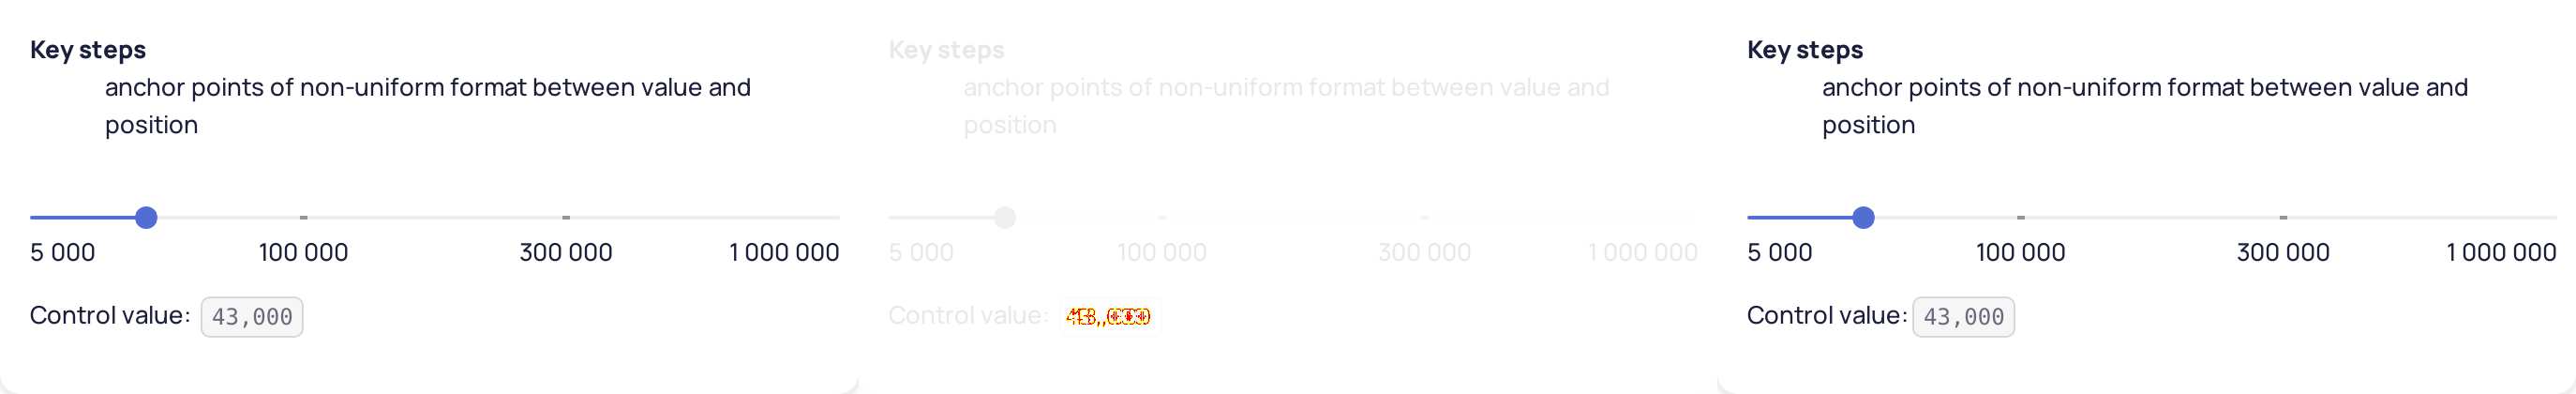 Key steps
anchor points of non-uniform format between value and
position
5 000 100 000 300 000 1 000 000
Control value: 43,000
Key steps
anchor points of non-uniform format between value and
position
5 000 100 000 300 000 1 000 000
Control value:
Key steps
anchor points of non-uniform format between value and
position
5 000 100 000 300 000 1 000 000
Control value: 43,000